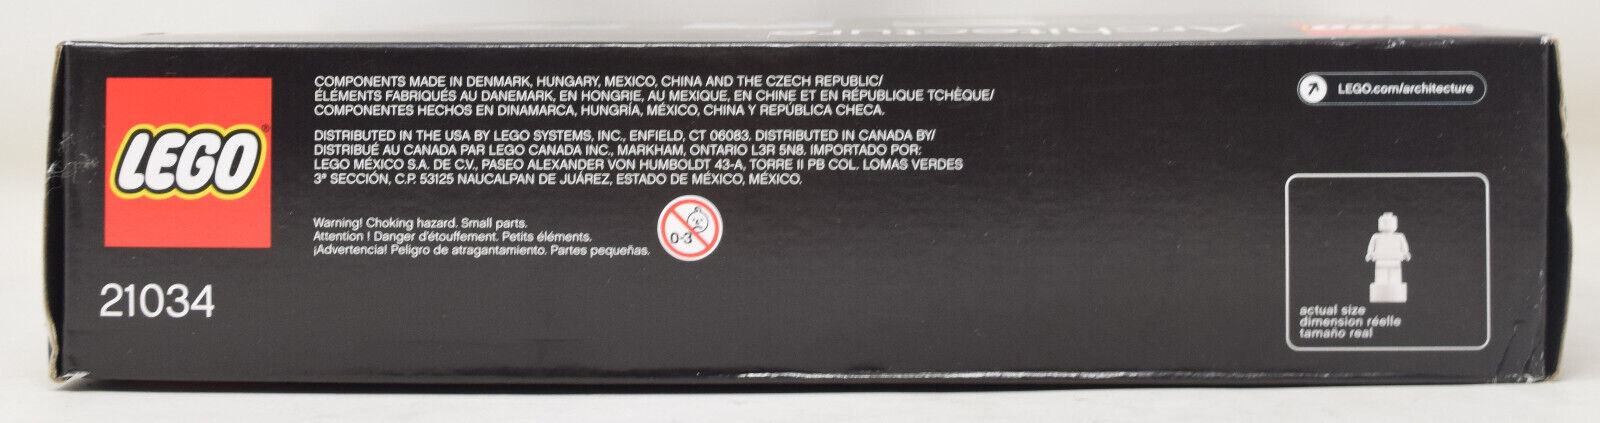 Architecture
LEGO®
COMPONENTS MADE IN DENMARK, HUNGARY, MEXICO, CHINA AND THE CZECH REPUBLIC/
ÉLÉMENTS FABRIQUÉS AU DANEMARK, EN HONGRIE, AU MEXIQUE, EN CHINE ET EN RÉPUBLIQUE TCHÈQUE/
COMPONENTES HECHOS EN DINAMARCA, HUNGRÍA, MÉXICO, CHINA Y REPÚBLICA CHECA.
DISTRIBUTED IN THE USA BY LEGO SYSTEMS, INC., ENFIELD, CT 06083. DISTRIBUTED IN CANADA BY/
DISTRIBUÉ AU CANADA PAR LEGO CANADA INC., MARKHAM, ONTARIO L3R 5N8. IMPORTADO POR:
LEGO MÉXICO S.A. DE C.V., PASEO ALEXANDER VON HUMBOLDT 43-A, TORRE II PB COL. LOMAS VERDES
3ª SECCIÓN, C.P. 53125 NAUCALPAN DE JUÁREZ, ESTADO DE MÉXICO, MÉXICO.
Warning! Choking hazard. Small parts.
Attention ! Danger d'étouffement. Petits éléments.
¡Advertencia! Peligro de atragantamiento. Partes pequeñas.
0-3
21034
LEGO.com/architecture
actual size
dimension réelle
tamaño real